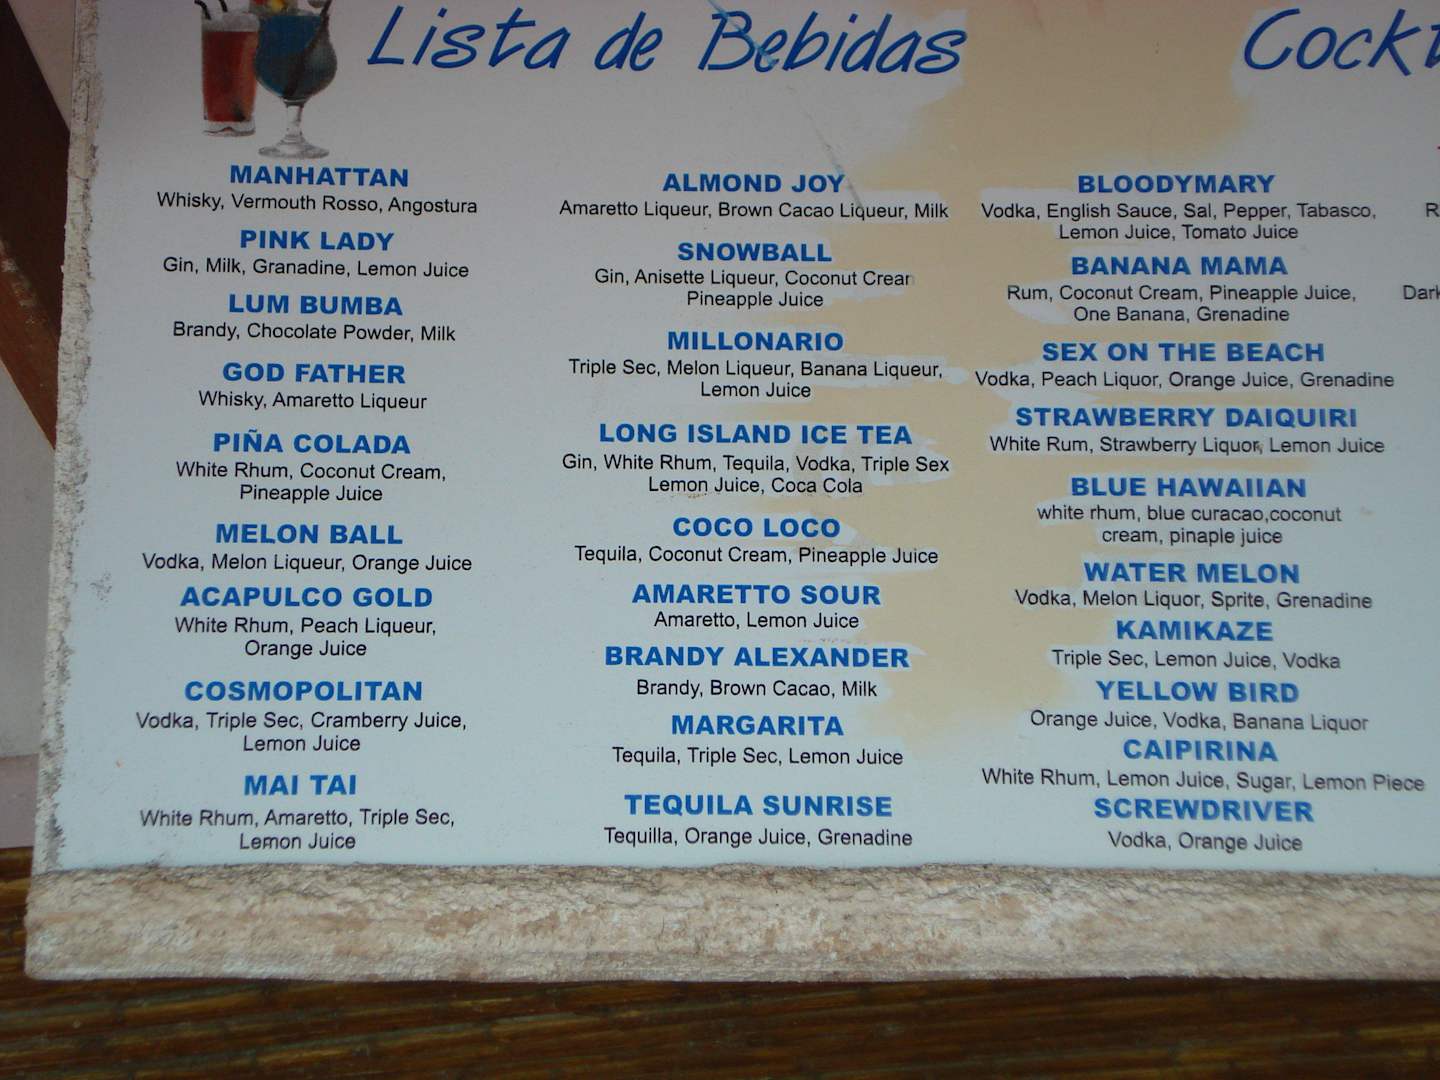 Lista de Bebidas
MANHATTAN
Whisky, Vermouth Rosso, Angostura
PINK LADY
Gin, Milk, Granadine, Lemon Juice
LUM BUMBA
Brandy, Chocolate Powder, Milk
GOD FATHER
Whisky, Amaretto Liqueur
PIÑA COLADA
White Rhum, Coconut Cream,
Pineapple Juice
MELON BALL
Vodka, Melon Liqueur, Orange Juice
ACAPULCO GOLD
White Rhum, Peach Liqueur,
Orange Juice
COSMOPOLITAN
Vodka, Triple Sec, Cramberry Juice,
Lemon Juice
MAI TAI
White Rhum, Amaretto, Triple Sec,
Lemon Juice
ALMOND JOY
Amaretto Liqueur, Brown Cacao Liqueur, Milk
SNOWBALL
Gin, Anisette Liqueur, Coconut Cream
Pineapple Juice
MILLONARIO
Triple Sec, Melon Liqueur, Banana Liqueur,
Lemon Juice
LONG ISLAND ICE TEA
Gin, White Rhum, Tequila, Vodka, Triple Sex
Lemon Juice, Coca Cola
COCO LOCO
Tequila, Coconut Cream, Pineapple Juice
AMARETTO SOUR
Amaretto, Lemon Juice
BRANDY ALEXANDER
Brandy, Brown Cacao, Milk
MARGARITA
Tequila, Triple Sec, Lemon Juice
TEQUILA SUNRISE
Tequilla, Orange Juice, Grenadine
BLOODYMARY
Vodka, English Sauce, Sal, Pepper, Tabasco,
Lemon Juice, Tomato Juice
BANANA MAMA
Rum, Coconut Cream, Pineapple Juice,
One Banana, Grenadine
SEX ON THE BEACH
Vodka, Peach Liquor, Orange Juice, Grenadine
STRAWBERRY DAIQUIRI
White Rum, Strawberry Liquor, Lemon Juice
BLUE HAWAIIAN
white rhum, blue curacao,coconut
cream, pinaple juice
WATER MELON
Vodka, Melon Liquor, Sprite, Grenadine
KAMIKAZE
Triple Sec, Lemon Juice, Vodka
YELLOW BIRD
Orange Juice, Vodka, Banana Liquor
CAIPIRINA
White Rhum, Lemon Juice, Sugar, Lemon Piece
SCREWDRIVER
Vodka, Orange Juice